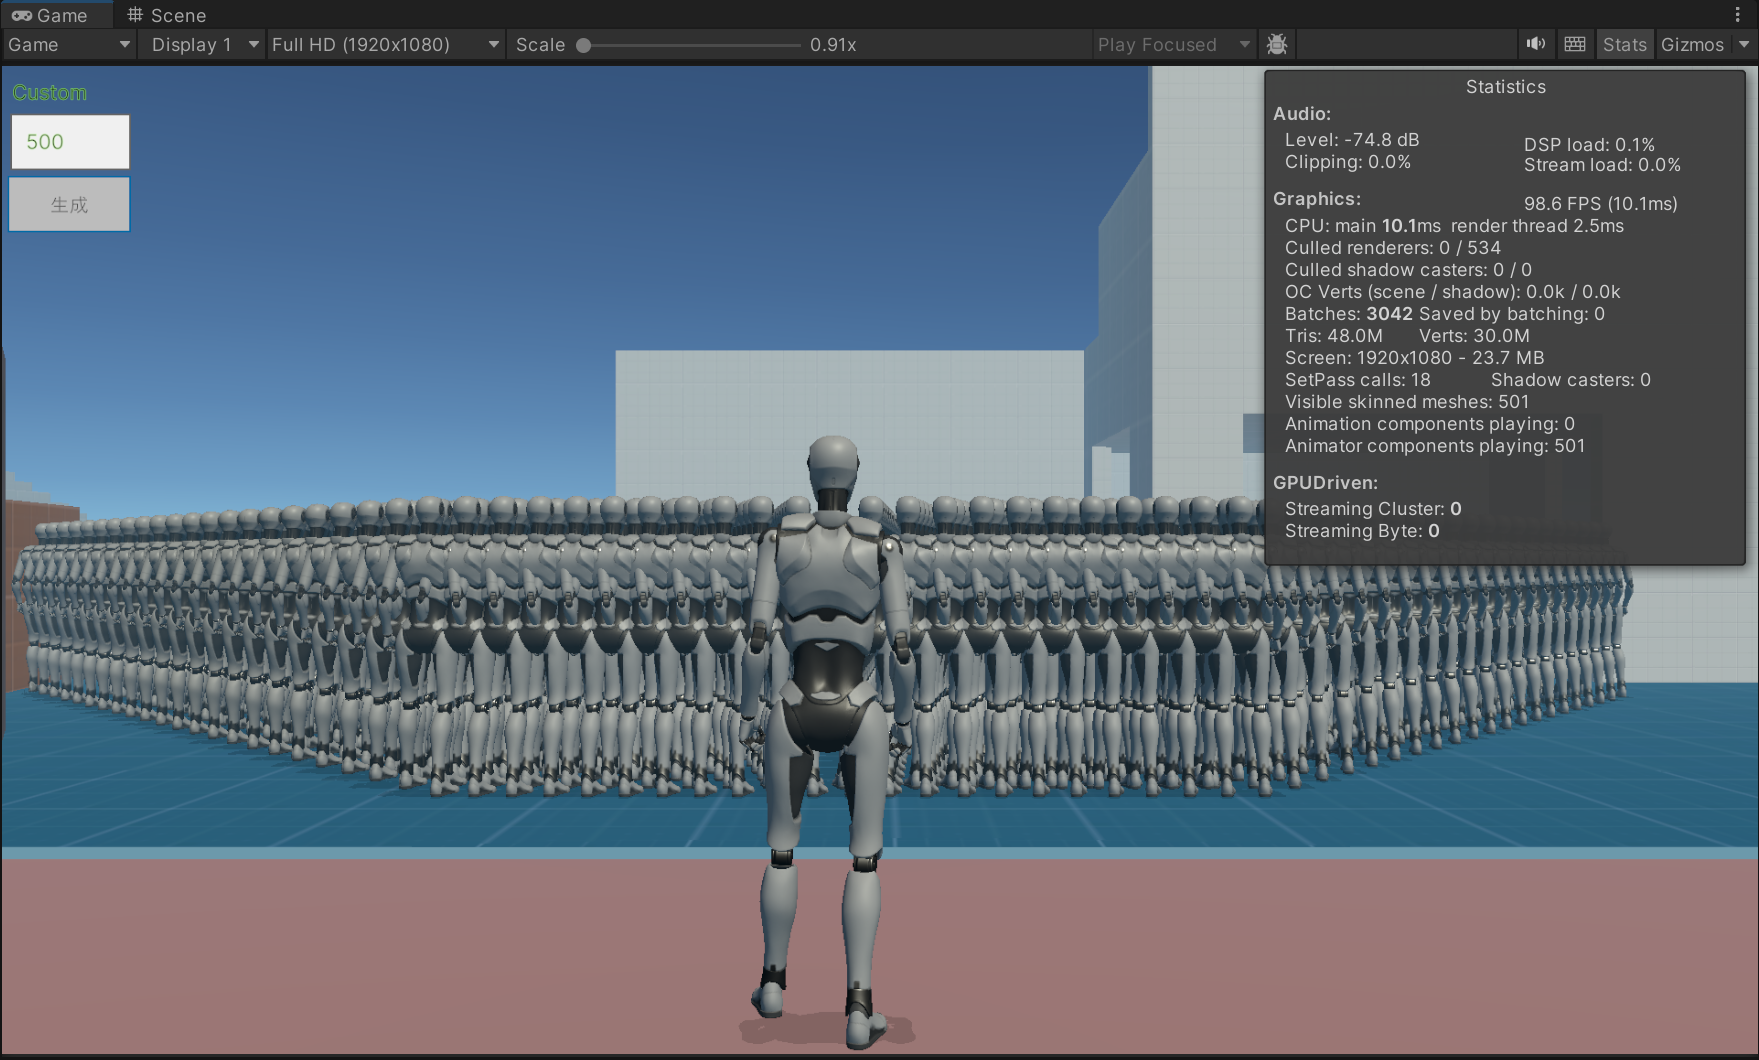 Game
Scene
Game
Display 1
Full HD (1920x1080)
Scale
0.91x
Play Focused
Stats
Gizmos
Custom
500
生成
Statistics
Audio:
Level: -74.8 dB
DSP load: 0.1%
Clipping: 0.0%
Stream load: 0.0%
Graphics:
98.6 FPS (10.1ms)
CPU: main 10.1ms render thread 2.5ms
Culled renderers: 0 / 534
Culled shadow casters: 0 / 0
OC Verts (scene / shadow): 0.0k / 0.0k
Batches: 3042 Saved by batching: 0
Tris: 48.0M Verts: 30.0M
Screen: 1920x1080 - 23.7 MB
SetPass calls: 18 Shadow casters: 0
Visible skinned meshes: 501
Animation components playing: 0
Animator components playing: 501
GPUDriven:
Streaming Cluster: 0
Streaming Byte: 0